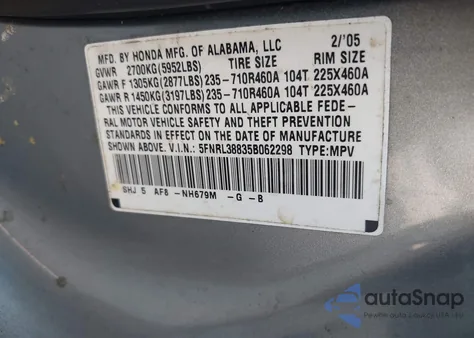 MFD. BY HONDA MFG. OF ALABAMA, LLC 2/'05
GVWR 2700KG(5952LBS) TIRE SIZE RIM SIZE
GAWR F 1305KG(2877LBS) 235-710R460A 104T 225X460A
GAWR R 1450KG(3197LBS) 235-710R460A 104T 225X460A
THIS VEHICLE CONFORMS TO ALL APPLICABLE FEDE-
RAL MOTOR VEHICLE SAFETY AND THEFT PREVENTION
STANDARDS IN EFFECT ON THE DATE OF MANUFACTURE
SHOWN ABOVE. V.I.N.: 5FNRL38835B062298 TYPE:MPV
SHJ 5 AF8 -NH679M -G -B
autoSnap